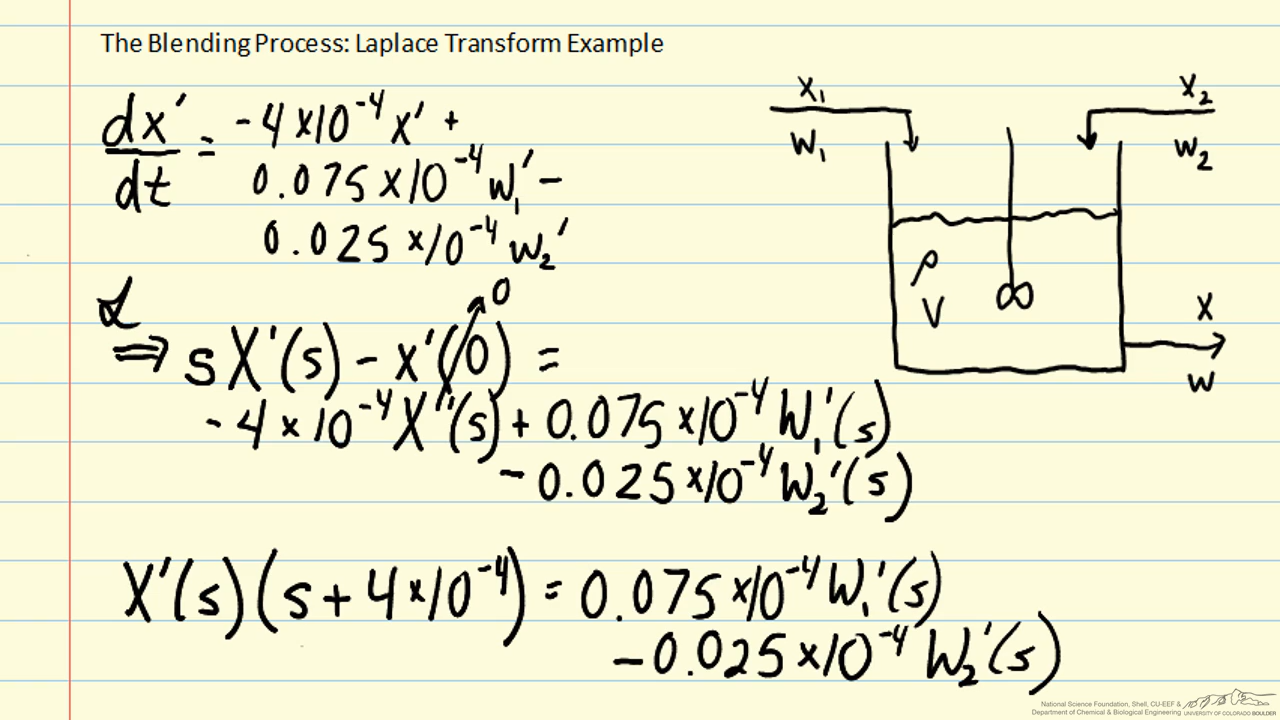 The Blending Process: Laplace Transform Example
dx'/dt = -4×10⁻⁴ x' +
0.075×10⁻⁴ w₁' -
0.025×10⁻⁴ w₂'
ℒ
⇒ sX'(s) - x'(0) =
0
-4×10⁻⁴ X'(s) + 0.075×10⁻⁴ W₁'(s)
-0.025×10⁻⁴ W₂'(s)
X'(s)(s+4×10⁻⁴) = 0.075×10⁻⁴ W₁'(s)
-0.025×10⁻⁴ W₂'(s)
x₁
w₁
x₂
w₂
ρ
V
x
w
National Science Foundation, Shell, CU-EEF &
Department of Chemical & Biological Engineering
UNIVERSITY OF COLORADO BOULDER